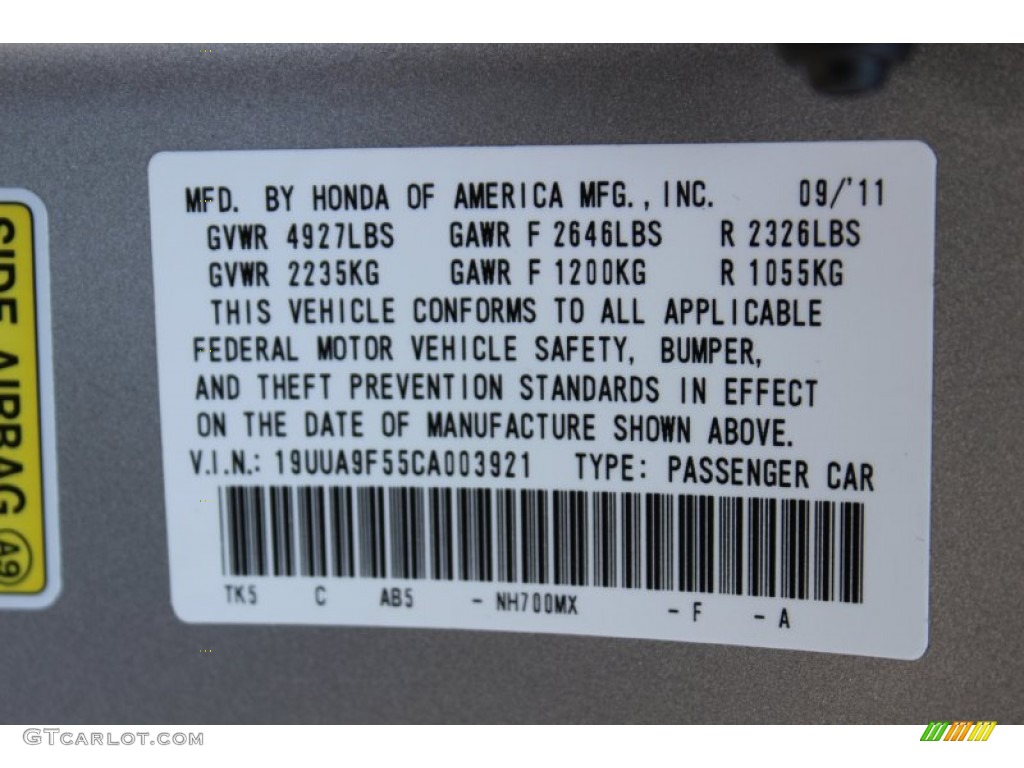 MFD. BY HONDA OF AMERICA MFG., INC. 09/'11
GVWR 4927LBS GAWR F 2646LBS R 2326LBS
GVWR 2235KG GAWR F 1200KG R 1055KG
THIS VEHICLE CONFORMS TO ALL APPLICABLE
FEDERAL MOTOR VEHICLE SAFETY, BUMPER,
AND THEFT PREVENTION STANDARDS IN EFFECT
ON THE DATE OF MANUFACTURE SHOWN ABOVE.
V.I.N.: 19UUA9F55CA003921 TYPE: PASSENGER CAR
TK5 C AB5 - NH700MX - F - A
SIDE AIRBAG A9
GTCARLOT.COM